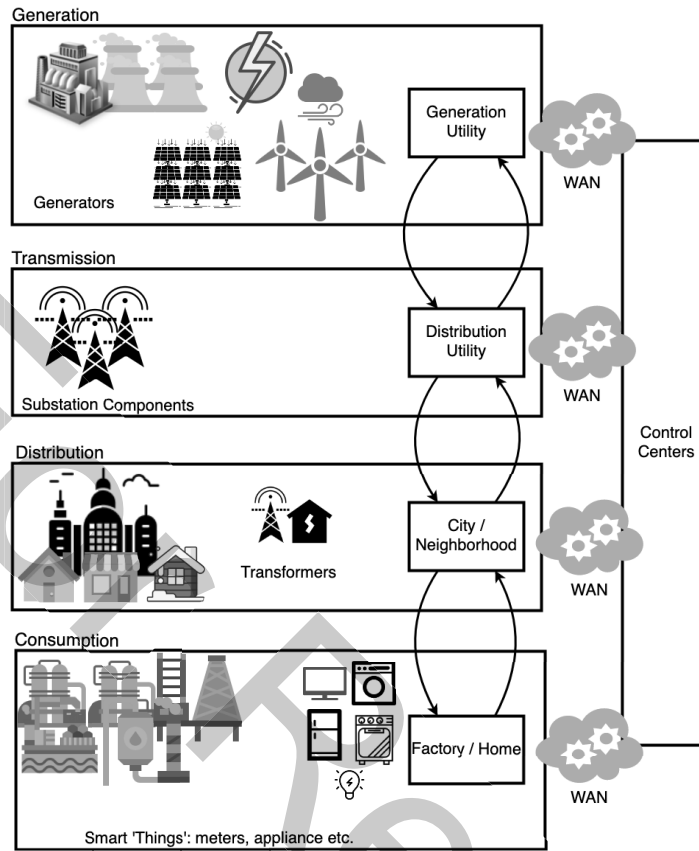 Generation
Generation
Utility
WAN
Generators
Transmission
Distribution
Utility
WAN
Substation Components
Control
Centers
Distribution
City /
Neighborhood
Transformers
WAN
Consumption
Factory / Home
WAN
Smart 'Things': meters, appliance etc.